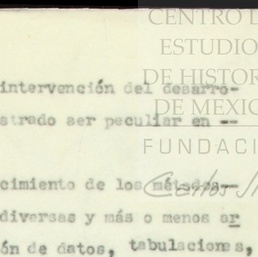 CENTRO D
ESTUDIO
DE HISTOR
DE MEXIC
FUNDACI
intervención del desarro-
strado ser peculiar en --
cimiento de los métodos--
diversas y más o menos ar
ón de datos, tabulaciones,